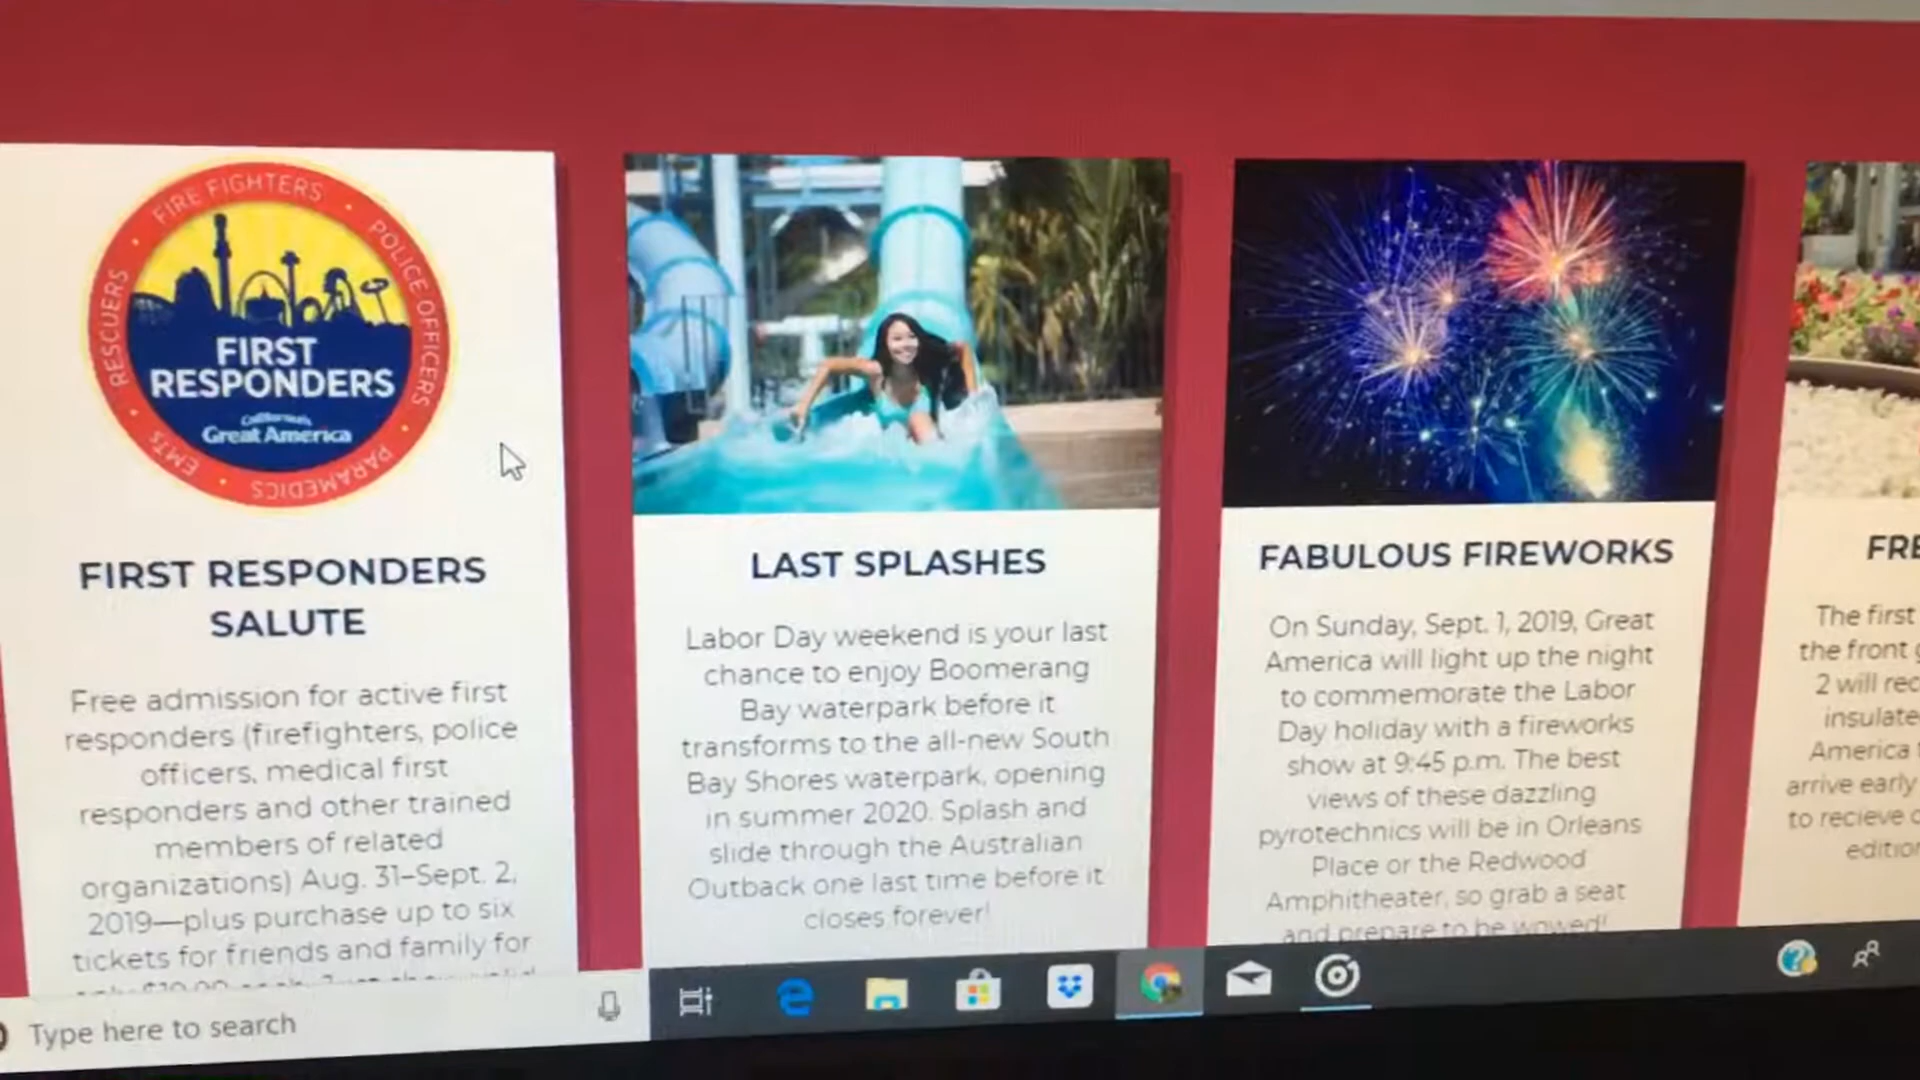 FIRE FIGHTERS
POLICE OFFICERS
PARAMEDICS
EMTS
RESCUERS
FIRST
RESPONDERS
California's
Great America
FIRST RESPONDERS
SALUTE
Free admission for active first
responders (firefighters, police
officers, medical first
responders and other trained
members of related
organizations) Aug. 31–Sept. 2,
2019—plus purchase up to six
tickets for friends and family for
LAST SPLASHES
Labor Day weekend is your last
chance to enjoy Boomerang
Bay waterpark before it
transforms to the all-new South
Bay Shores waterpark, opening
in summer 2020. Splash and
slide through the Australian
Outback one last time before it
closes forever!
FABULOUS FIREWORKS
On Sunday, Sept. 1, 2019, Great
America will light up the night
to commemorate the Labor
Day holiday with a fireworks
show at 9:45 p.m. The best
views of these dazzling
pyrotechnics will be in Orleans
Place or the Redwood
Amphitheater, so grab a seat
and prepare to be wowed!
FRE
The first
the front g
2 will rec
insulate
America
arrive early
to recieve
edition
Type here to search